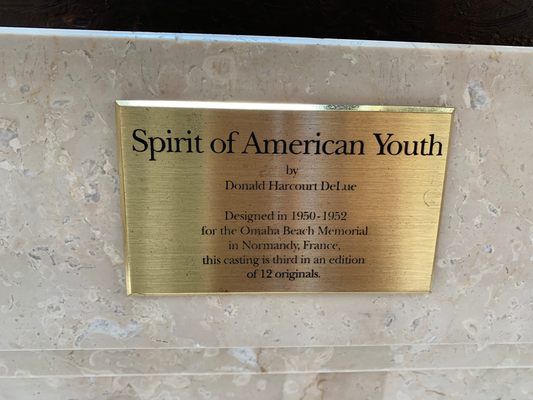 Spirit of American Youth
by
Donald Harcourt DeLue
Designed in 1950-1952
for the Omaha Beach Memorial
in Normandy, France,
this casting is third in an edition
of 12 originals.